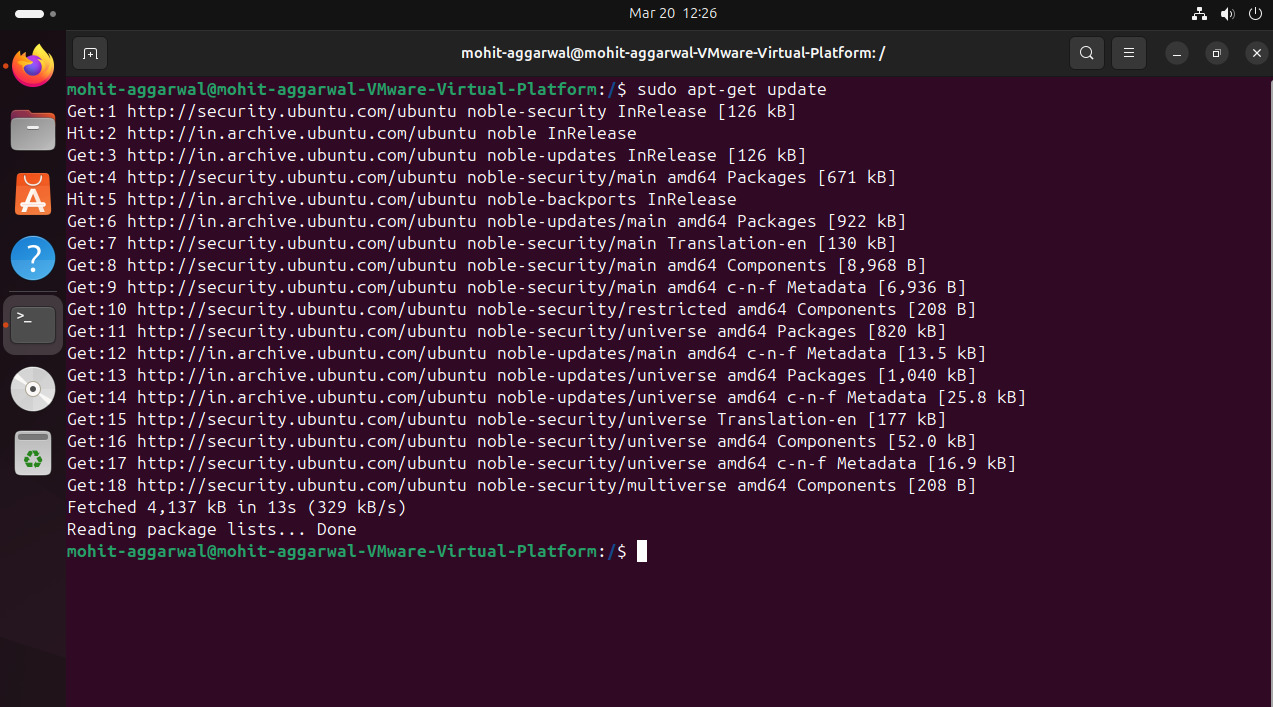 Mar 20 12:26
mohit-aggarwal@mohit-aggarwal-VMware-Virtual-Platform: /
mohit-aggarwal@mohit-aggarwal-VMware-Virtual-Platform:/$ sudo apt-get update
Get:1 http://security.ubuntu.com/ubuntu noble-security InRelease [126 kB]
Hit:2 http://in.archive.ubuntu.com/ubuntu noble InRelease
Get:3 http://in.archive.ubuntu.com/ubuntu noble-updates InRelease [126 kB]
Get:4 http://security.ubuntu.com/ubuntu noble-security/main amd64 Packages [671 kB]
Hit:5 http://in.archive.ubuntu.com/ubuntu noble-backports InRelease
Get:6 http://in.archive.ubuntu.com/ubuntu noble-updates/main amd64 Packages [922 kB]
Get:7 http://security.ubuntu.com/ubuntu noble-security/main Translation-en [130 kB]
Get:8 http://security.ubuntu.com/ubuntu noble-security/main amd64 Components [8,968 B]
Get:9 http://security.ubuntu.com/ubuntu noble-security/main amd64 c-n-f Metadata [6,936 B]
Get:10 http://security.ubuntu.com/ubuntu noble-security/restricted amd64 Components [208 B]
Get:11 http://security.ubuntu.com/ubuntu noble-security/universe amd64 Packages [820 kB]
Get:12 http://in.archive.ubuntu.com/ubuntu noble-updates/main amd64 c-n-f Metadata [13.5 kB]
Get:13 http://in.archive.ubuntu.com/ubuntu noble-updates/universe amd64 Packages [1,040 kB]
Get:14 http://in.archive.ubuntu.com/ubuntu noble-updates/universe amd64 c-n-f Metadata [25.8 kB]
Get:15 http://security.ubuntu.com/ubuntu noble-security/universe Translation-en [177 kB]
Get:16 http://security.ubuntu.com/ubuntu noble-security/universe amd64 Components [52.0 kB]
Get:17 http://security.ubuntu.com/ubuntu noble-security/universe amd64 c-n-f Metadata [16.9 kB]
Get:18 http://security.ubuntu.com/ubuntu noble-security/multiverse amd64 Components [208 B]
Fetched 4,137 kB in 13s (329 kB/s)
Reading package lists... Done
mohit-aggarwal@mohit-aggarwal-VMware-Virtual-Platform:/$